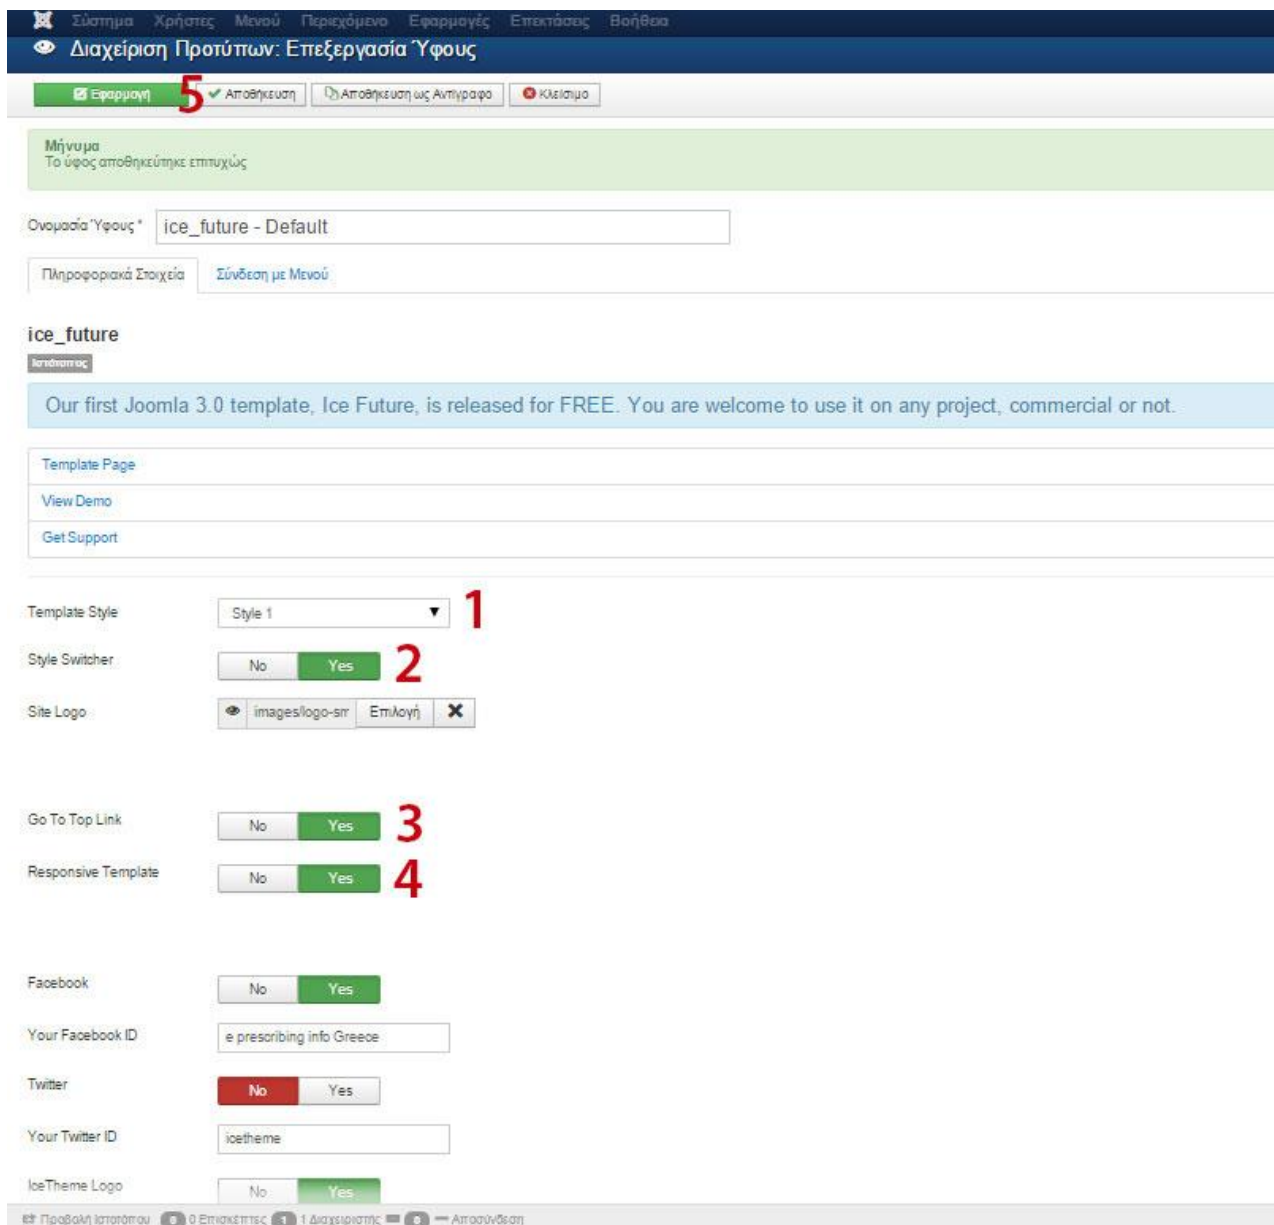 Σύστημα Χρήστες Μενού Περιεχόμενο Εφαρμογές Επεκτάσεις Βοήθεια
Διαχείριση Προτύπων: Επεξεργασία Ύφους
Εφαρμογή 5 Αποθήκευση Αποθήκευση ως Αντίγραφο Κλείσιμο
Μήνυμα
Το ύφος αποθηκεύτηκε επιτυχώς
Ονομασία Ύφους * ice_future - Default
Πληροφοριακά Στοιχεία Σύνδεση με Μενού
ice_future
Ιστότοπος
Our first Joomla 3.0 template, Ice Future, is released for FREE. You are welcome to use it on any project, commercial or not.
Template Page
View Demo
Get Support
Template Style Style 1 1
Style Switcher No Yes 2
Site Logo images/logo-sm Επιλογή
Go To Top Link No Yes 3
Responsive Template No Yes 4
Facebook No Yes
Your Facebook ID e prescribing info Greece
Twitter No Yes
Your Twitter ID icetheme
IceTheme Logo No Yes
Προβολή Ιστοτόπου 0 0 Επισκέπτες 1 1 Διαχειριστής 0 Αποσύνδεση